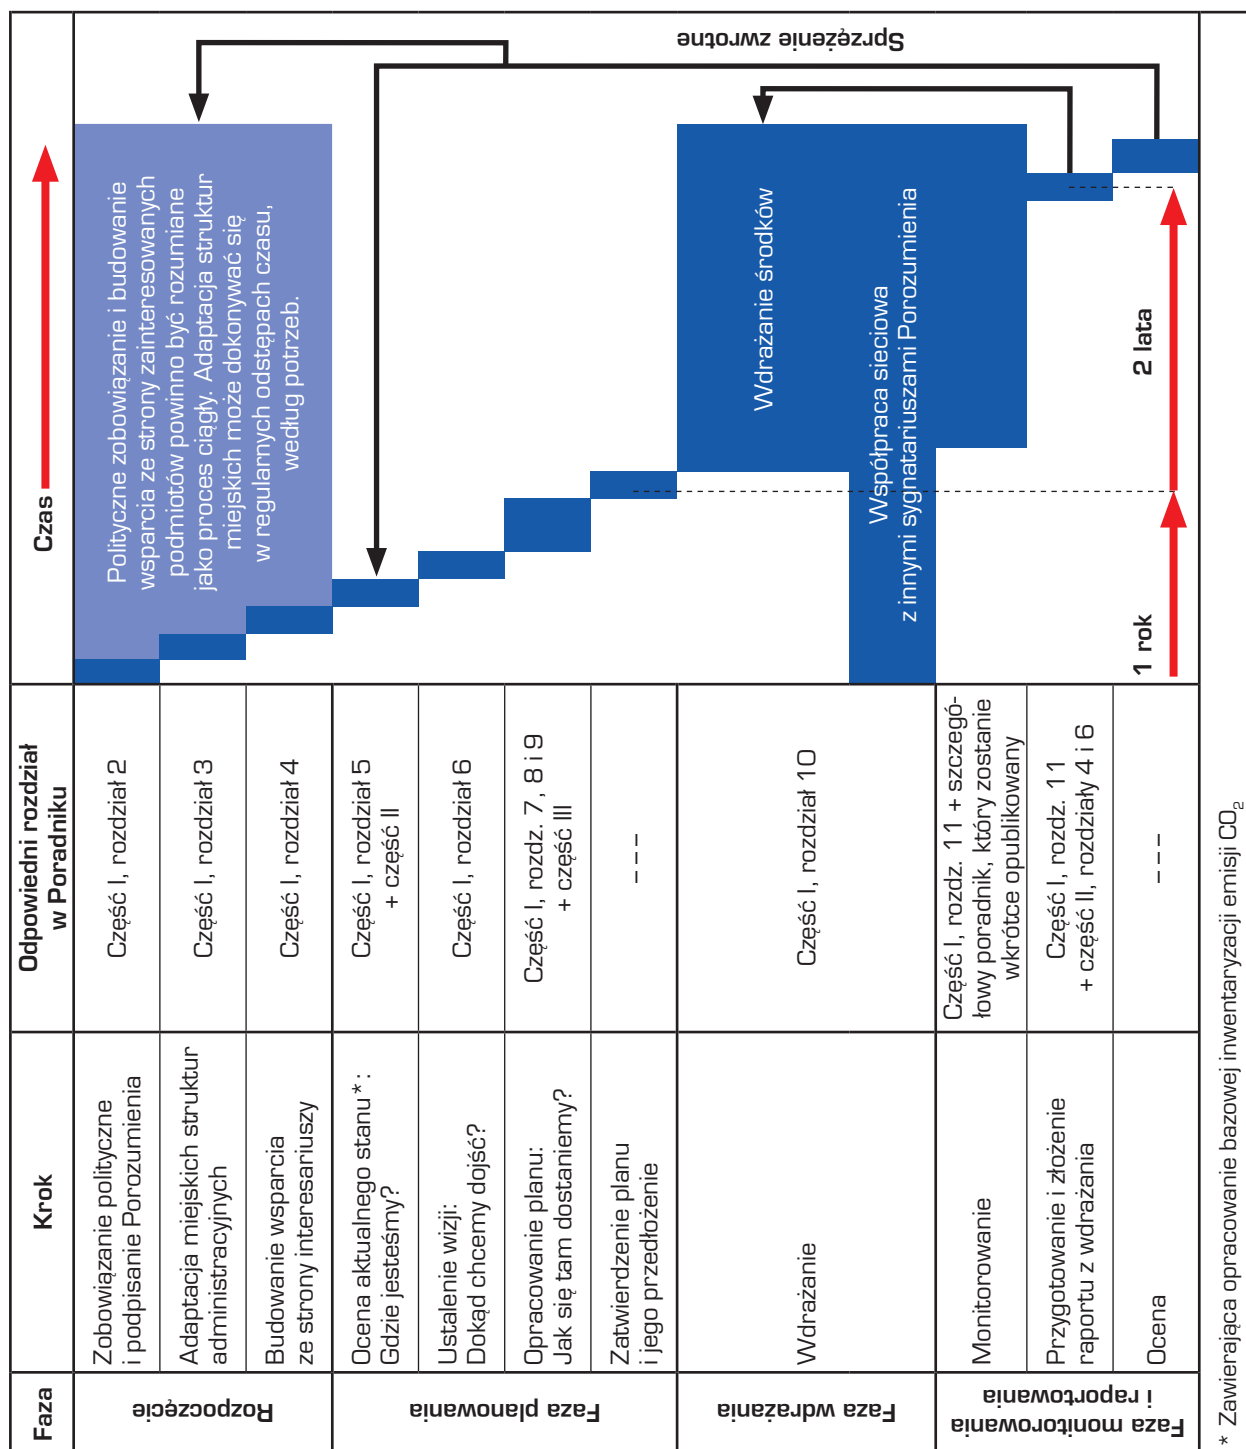 Faza
Krok
Odpowiedni rozdział
w Poradniku
Czas
Rozpoczęcie
Zobowiązanie polityczne
i podpisanie Porozumienia
Część I, rozdział 2
Adaptacja miejskich struktur
administracyjnych
Część I, rozdział 3
Budowanie wsparcia
ze strony interesariuszy
Część I, rozdział 4
Polityczne zobowiązanie i budowanie
wsparcia ze strony zainteresowanych
podmiotów powinno być rozumiane
jako proces ciągły. Adaptacja struktur
miejskich może dokonywać się
w regularnych odstępach czasu,
według potrzeb.
Faza planowania
Ocena aktualnego stanu*:
Gdzie jesteśmy?
Część I, rozdział 5
+ część II
Ustalenie wizji:
Dokąd chcemy dojść?
Część I, rozdział 6
Opracowanie planu:
Jak się tam dostaniemy?
Część I, rozdz. 7, 8 i 9
+ część III
Zatwierdzenie planu
i jego przedłożenie
– – –
Faza wdrażania
Wdrażanie
Część I, rozdział 10
Wdrażanie środków
Współpraca sieciowa
z innymi sygnatariuszami Porozumienia
Faza monitorowania
i raportowania
Monitorowanie
Część I, rozdz. 11 + szczegó-
łowy poradnik, który zostanie
wkrótce opublikowany
Przygotowanie i złożenie
raportu z wdrażania
Część I, rozdz. 11
+ część II, rozdziały 4 i 6
Ocena
– – –
1 rok
2 lata
Sprzężenie zwrotne
* Zawierająca opracowanie bazowej inwentaryzacji emisji CO₂